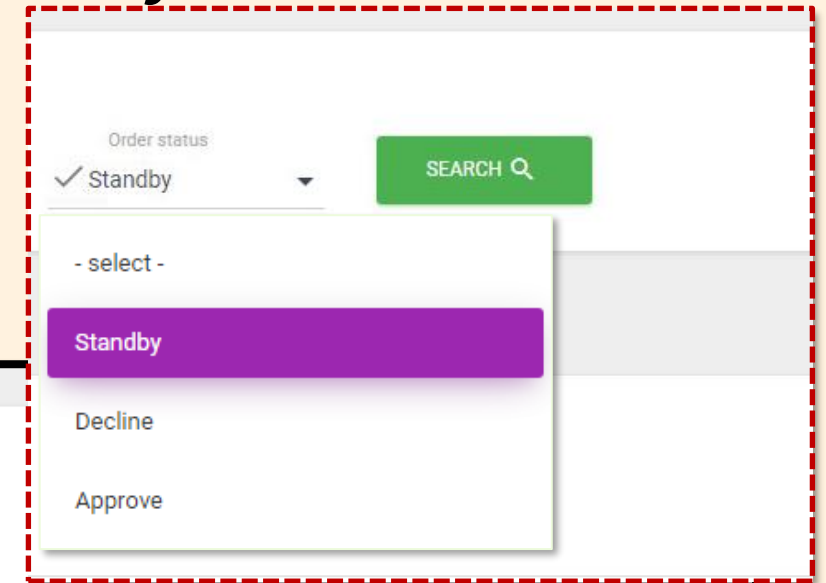 Order status
Standby
SEARCH
- select -
Standby
Decline
Approve